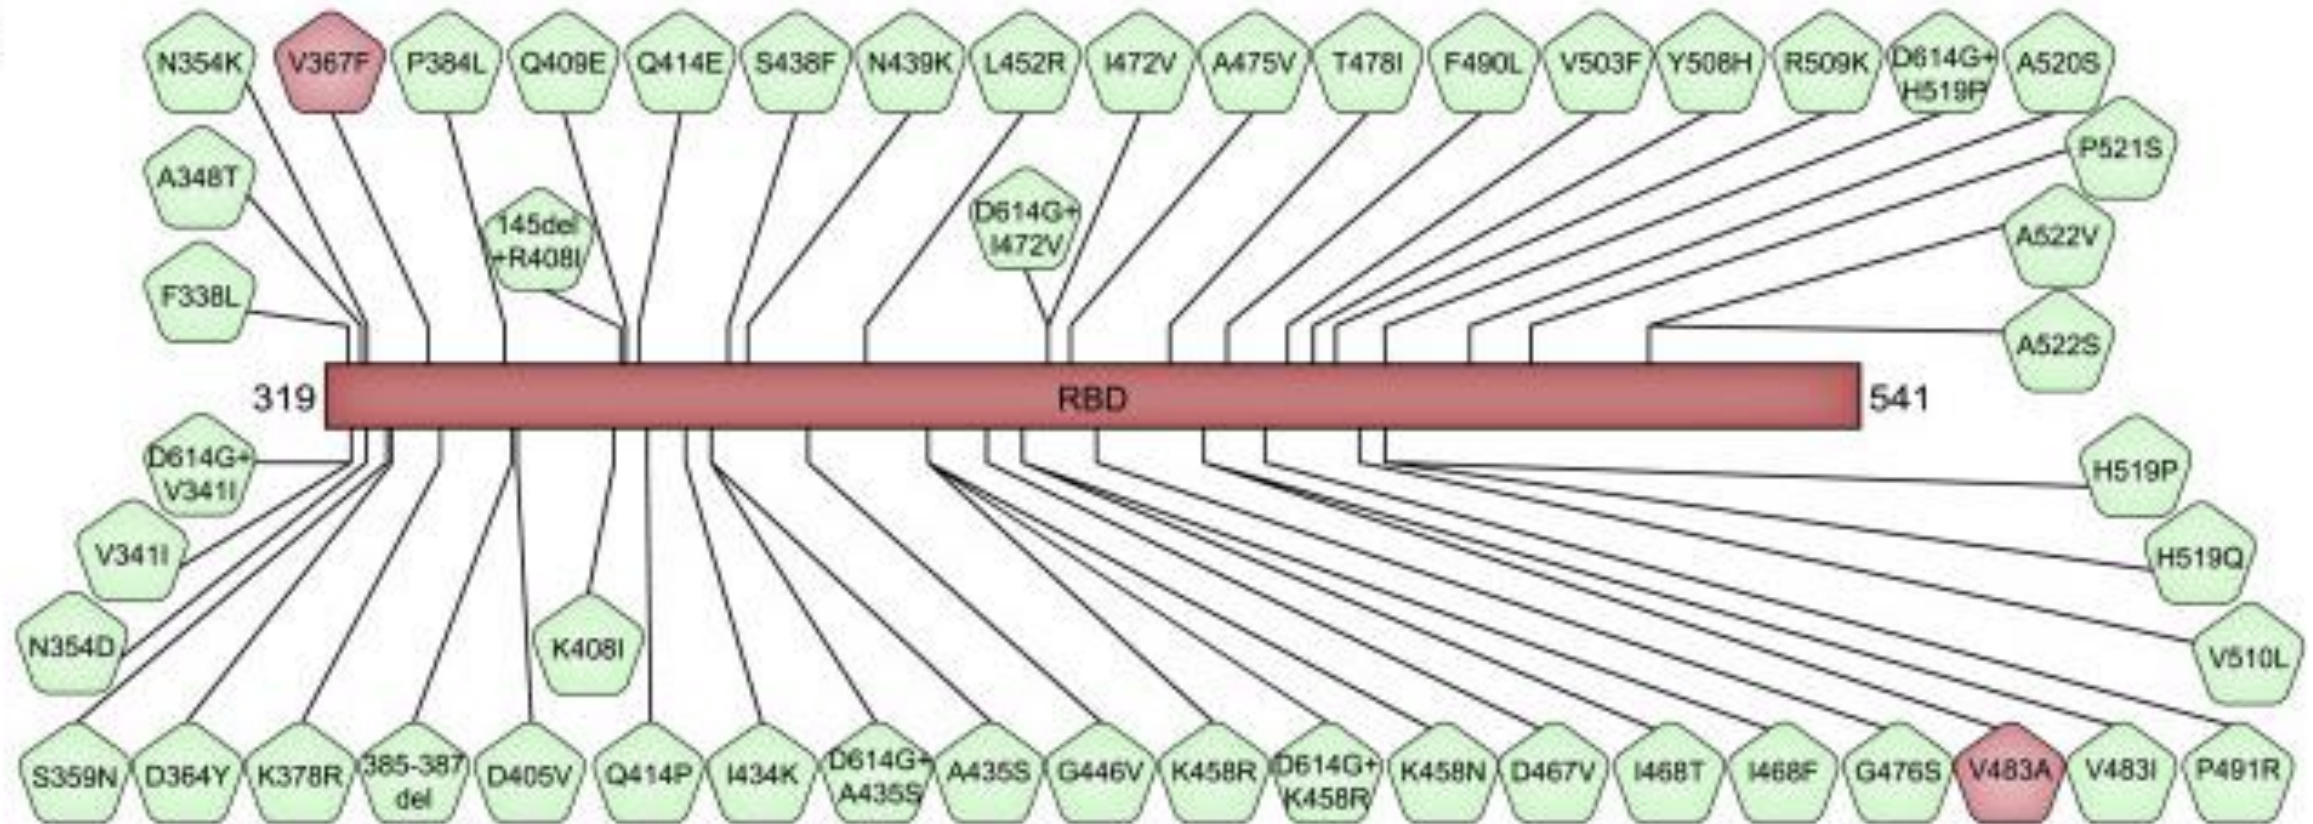 N354K
V367F
P384L
Q409E
Q414E
S438F
N439K
L452R
I472V
A475V
T478I
F490L
V503F
Y508H
R509K
D614G+
H519P
A520S
P521S
A348T
145del
+R408I
D614G+
I472V
A522V
F338L
A522S
319
RBD
541
D614G+
V341I
H519P
V341I
H519Q
N354D
K408I
V510L
S359N
D364Y
K378R
385-387
del
D405V
Q414P
I434K
D614G+
A435S
A435S
G446V
K458R
D614G+
K458R
K458N
D467V
I468T
I468F
G476S
V483A
V483I
P491R